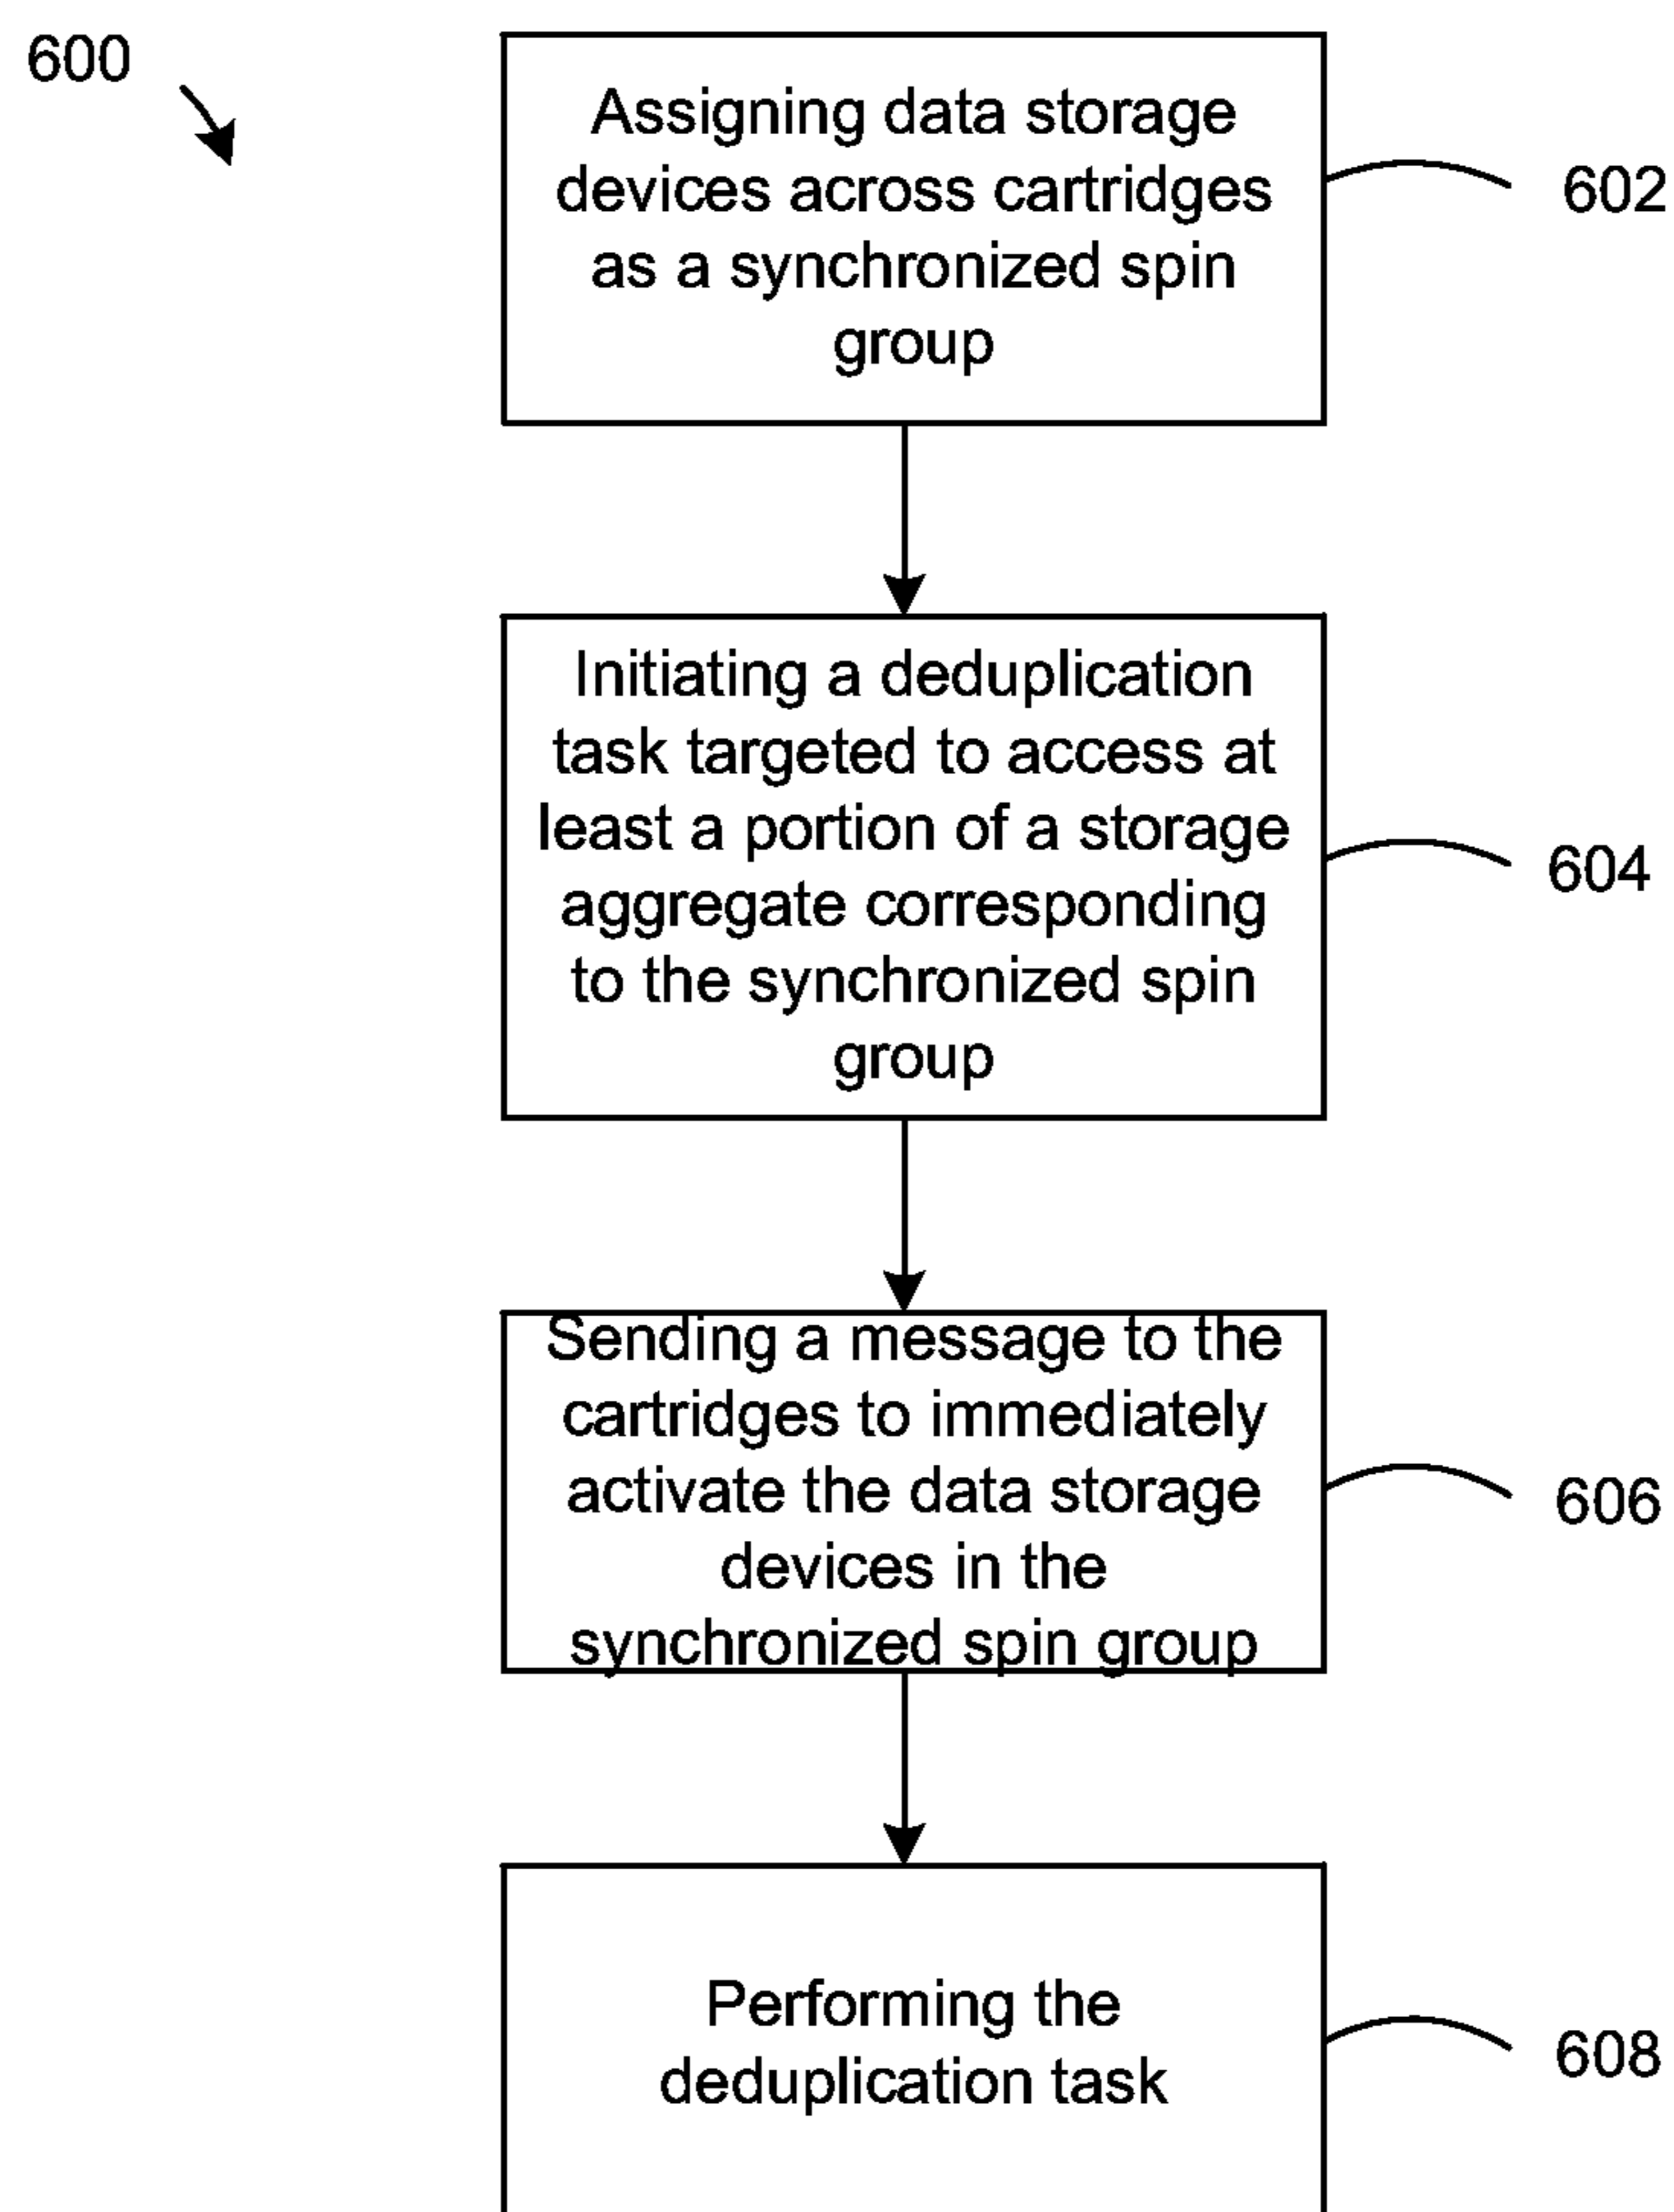 600
Assigning data storage
devices across cartridges
as a synchronized spin
group
602
Initiating a deduplication
task targeted to access at
least a portion of a storage
aggregate corresponding
to the synchronized spin
group
604
Sending a message to the
cartridges to immediately
activate the data storage
devices in the
synchronized spin group
606
Performing the
deduplication task
608